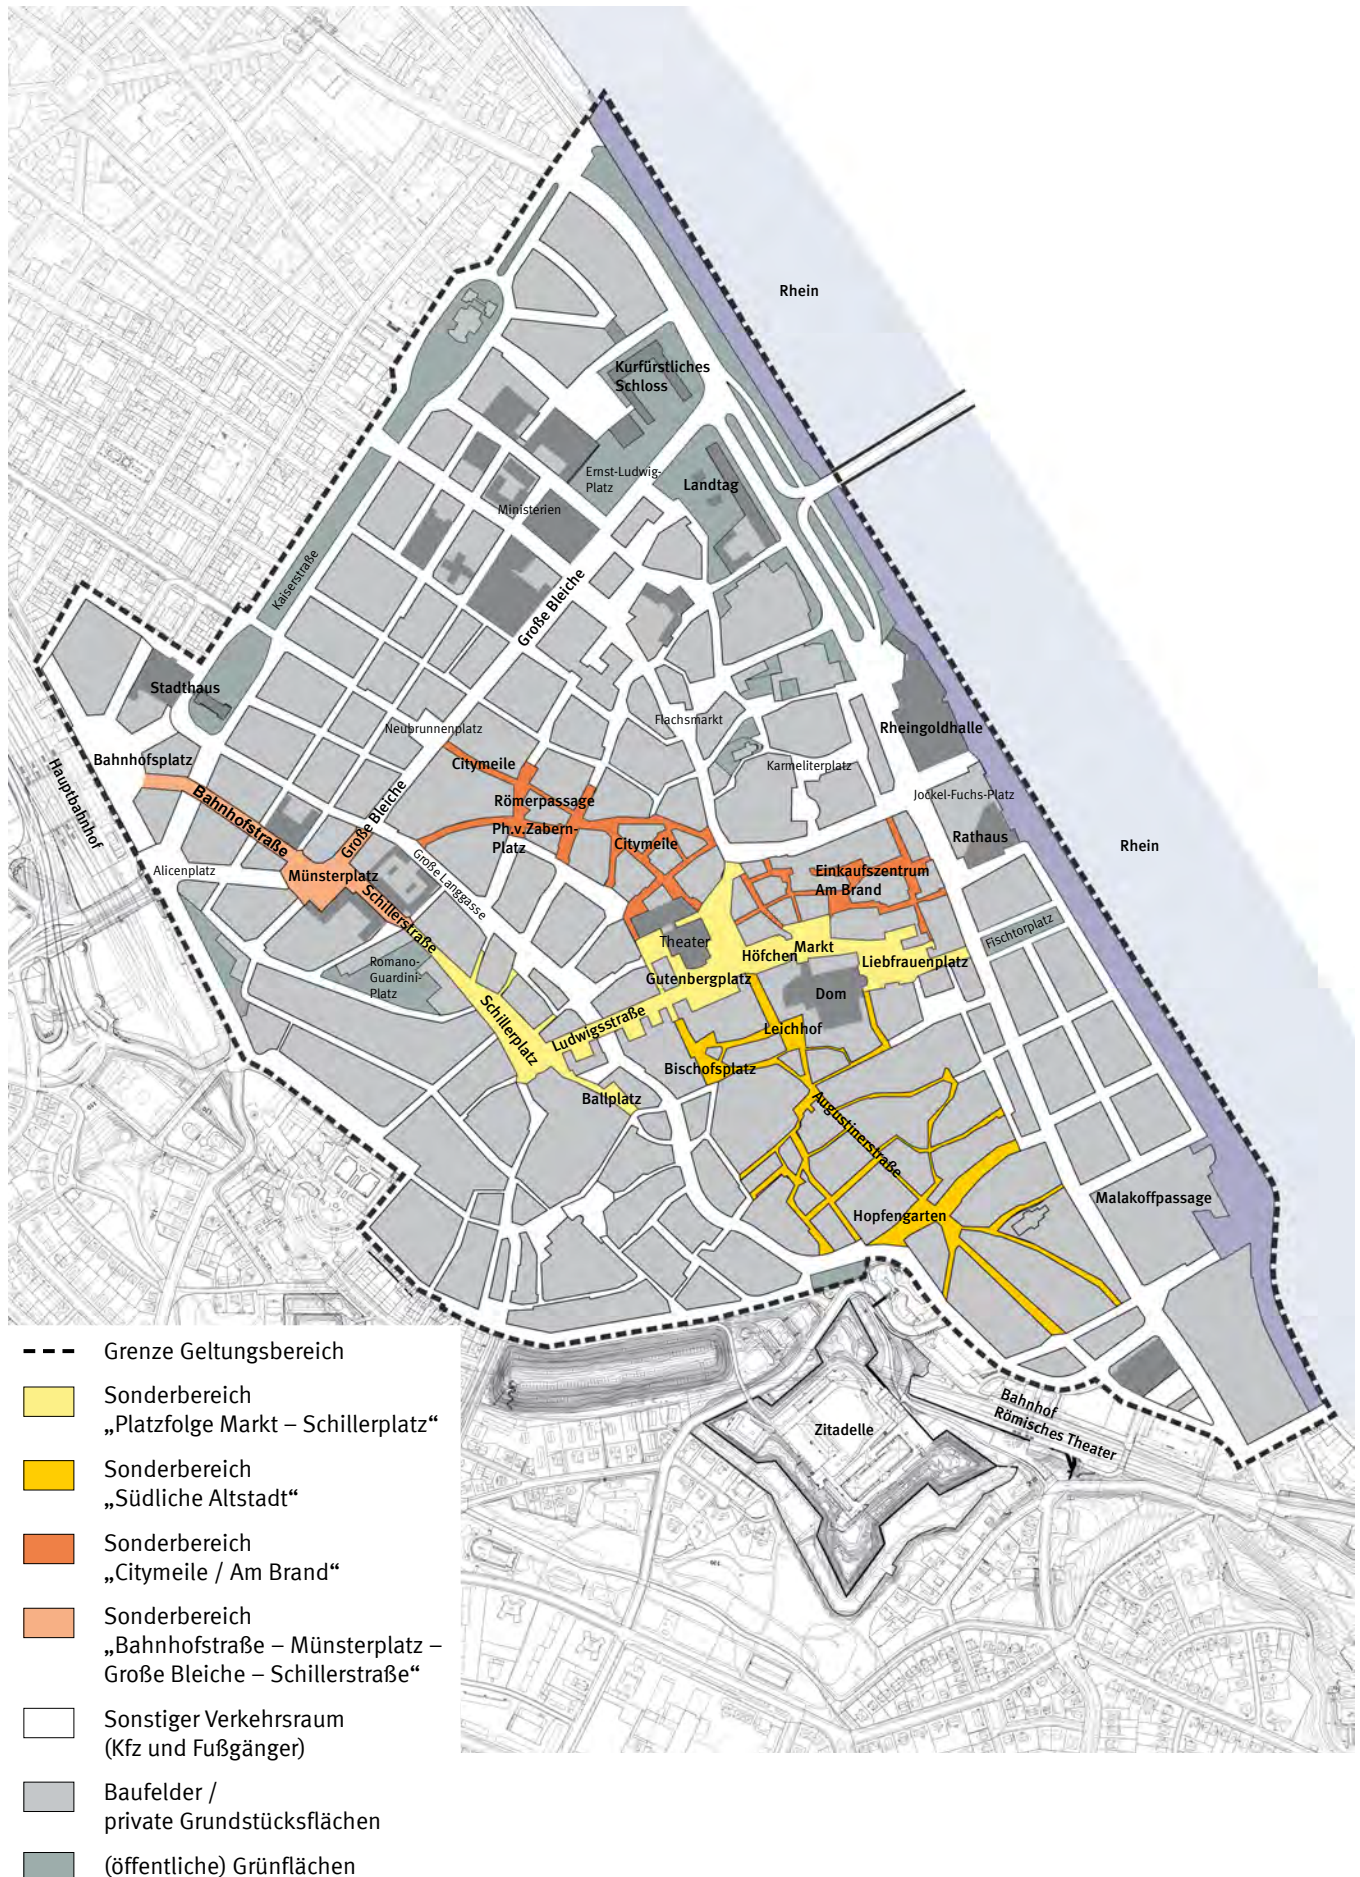 Rhein
Kurfürstliches
Schloss
Ernst-Ludwig-
Platz
Landtag
Ministerien
Kaiserstraße
Große Bleiche
Stadthaus
Neubrunnenplatz
Flachsmarkt
Rheingoldhalle
Bahnhofsplatz
Citymeile
Karmeliterplatz
Hauptbahnhof
Bahnhofstraße
Große Bleiche
Römerpassage
Jockel-Fuchs-Platz
Ph.v.Zabern-
Platz
Citymeile
Rathaus
Rhein
Alicenplatz
Münsterplatz
Große Langgasse
Einkaufszentrum
Am Brand
Schillerstraße
Theater
Höfchen
Markt
Fischtorplatz
Romano-
Guardini-
Platz
Gutenbergplatz
Liebfrauenplatz
Dom
Schillerplatz
Ludwigsstraße
Leichhof
Bischofsplatz
Ballplatz
Augustinerstraße
Malakoffpassage
Hopfengarten
Bahnhof
Römisches Theater
Zitadelle
Grenze Geltungsbereich
Sonderbereich
„Platzfolge Markt – Schillerplatz“
Sonderbereich
„Südliche Altstadt“
Sonderbereich
„Citymeile / Am Brand“
Sonderbereich
„Bahnhofstraße – Münsterplatz –
Große Bleiche – Schillerstraße“
Sonstiger Verkehrsraum
(Kfz und Fußgänger)
Baufelder /
private Grundstücksflächen
(öffentliche) Grünflächen